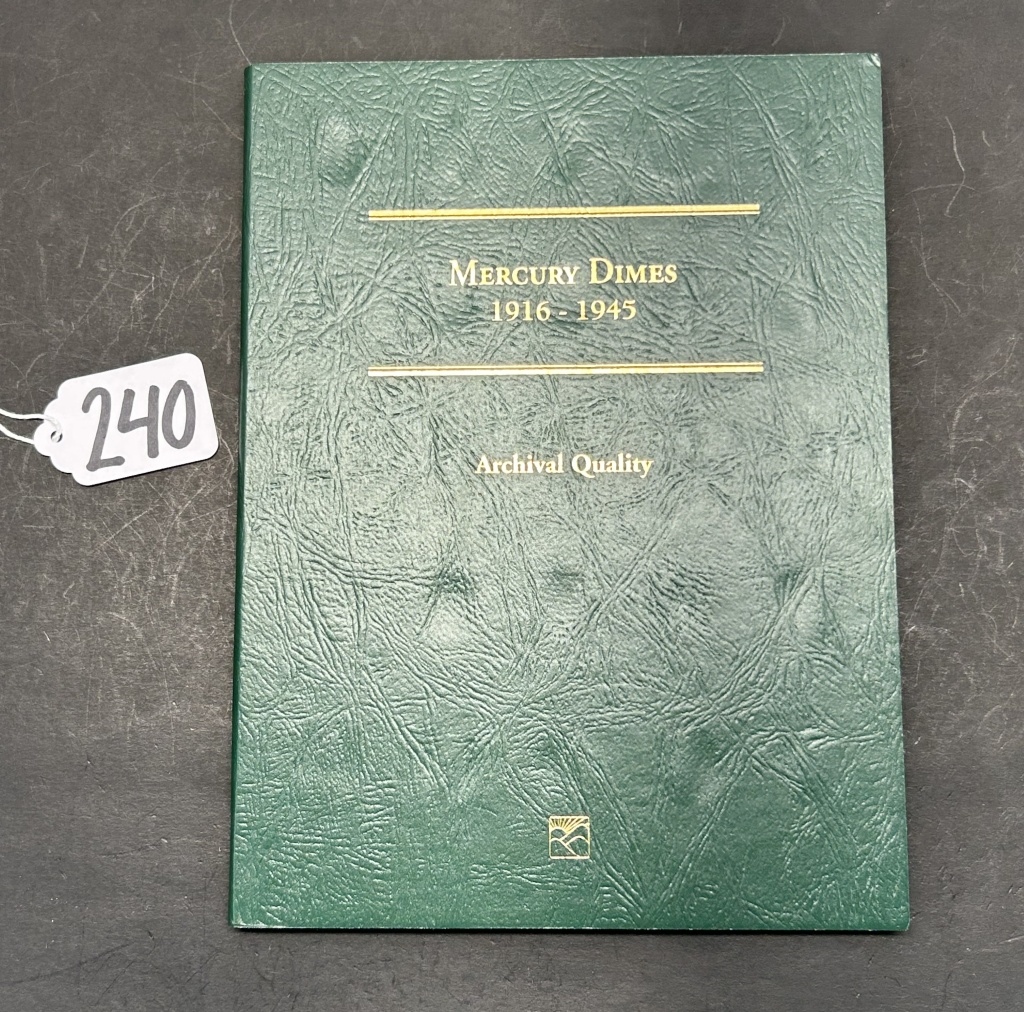 Mercury Dimes
1916 - 1945
Archival Quality
240